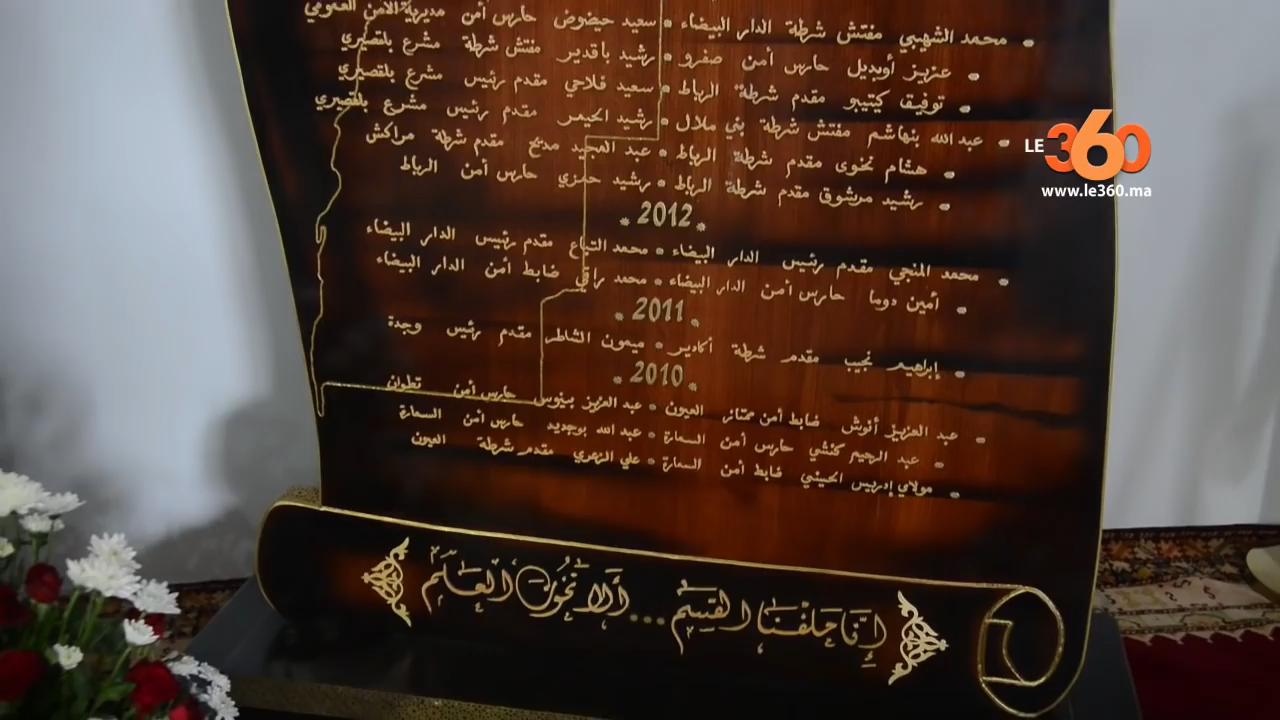 محمد الشهبي مفتش شرطة الدار البيضاء • سعيد حيضوض حارس أمن مديرية الأمن العمومي
عزيز أوبديل حارس أمن صفرو • رشيد باقدير مفتش شرطة مشرع بلقصيري
توفيق كيتيبو مقدم شرطة الرباط • سعيد فلاحي مقدم رئيس مشرع بلقصيري
عبد الله بنهاشم مفتش شرطة بني ملال • رشيد الحيمر مقدم رئيس مشرع بلقصيري
هشام نخوى مقدم شرطة الرباط • عبد المجيد مديح مقدم شرطة مراكش
رشيد مرشوق مقدم شرطة الرباط • رشيد حمزي حارس أمن الرباط
* 2012 *
محمد المنجي مقدم رئيس الدار البيضاء • محمد التباع مقدم رئيس الدار البيضاء
أمين دوما حارس أمن الدار البيضاء • محمد راقي ضابط أمن الدار البيضاء
* 2011 *
إبراهيم نجيب مقدم شرطة أكادير • ميمون الشاطر مقدم رئيس وجدة
* 2010 *
عبد العزيز أنوش ضابط أمن ممتاز العيون • عبد العزيز بينوس حارس أمن تطوان
عبد الرحيم كنشي حارس أمن السمارة • عبد الله بوجديد حارس أمن السمارة
مولاي إدريس الحسيني ضابط أمن السمارة • علي الزهري مقدم شرطة العيون
إنا حلفنا القسم... ألا نخون العلم
LE 360
www.le360.ma